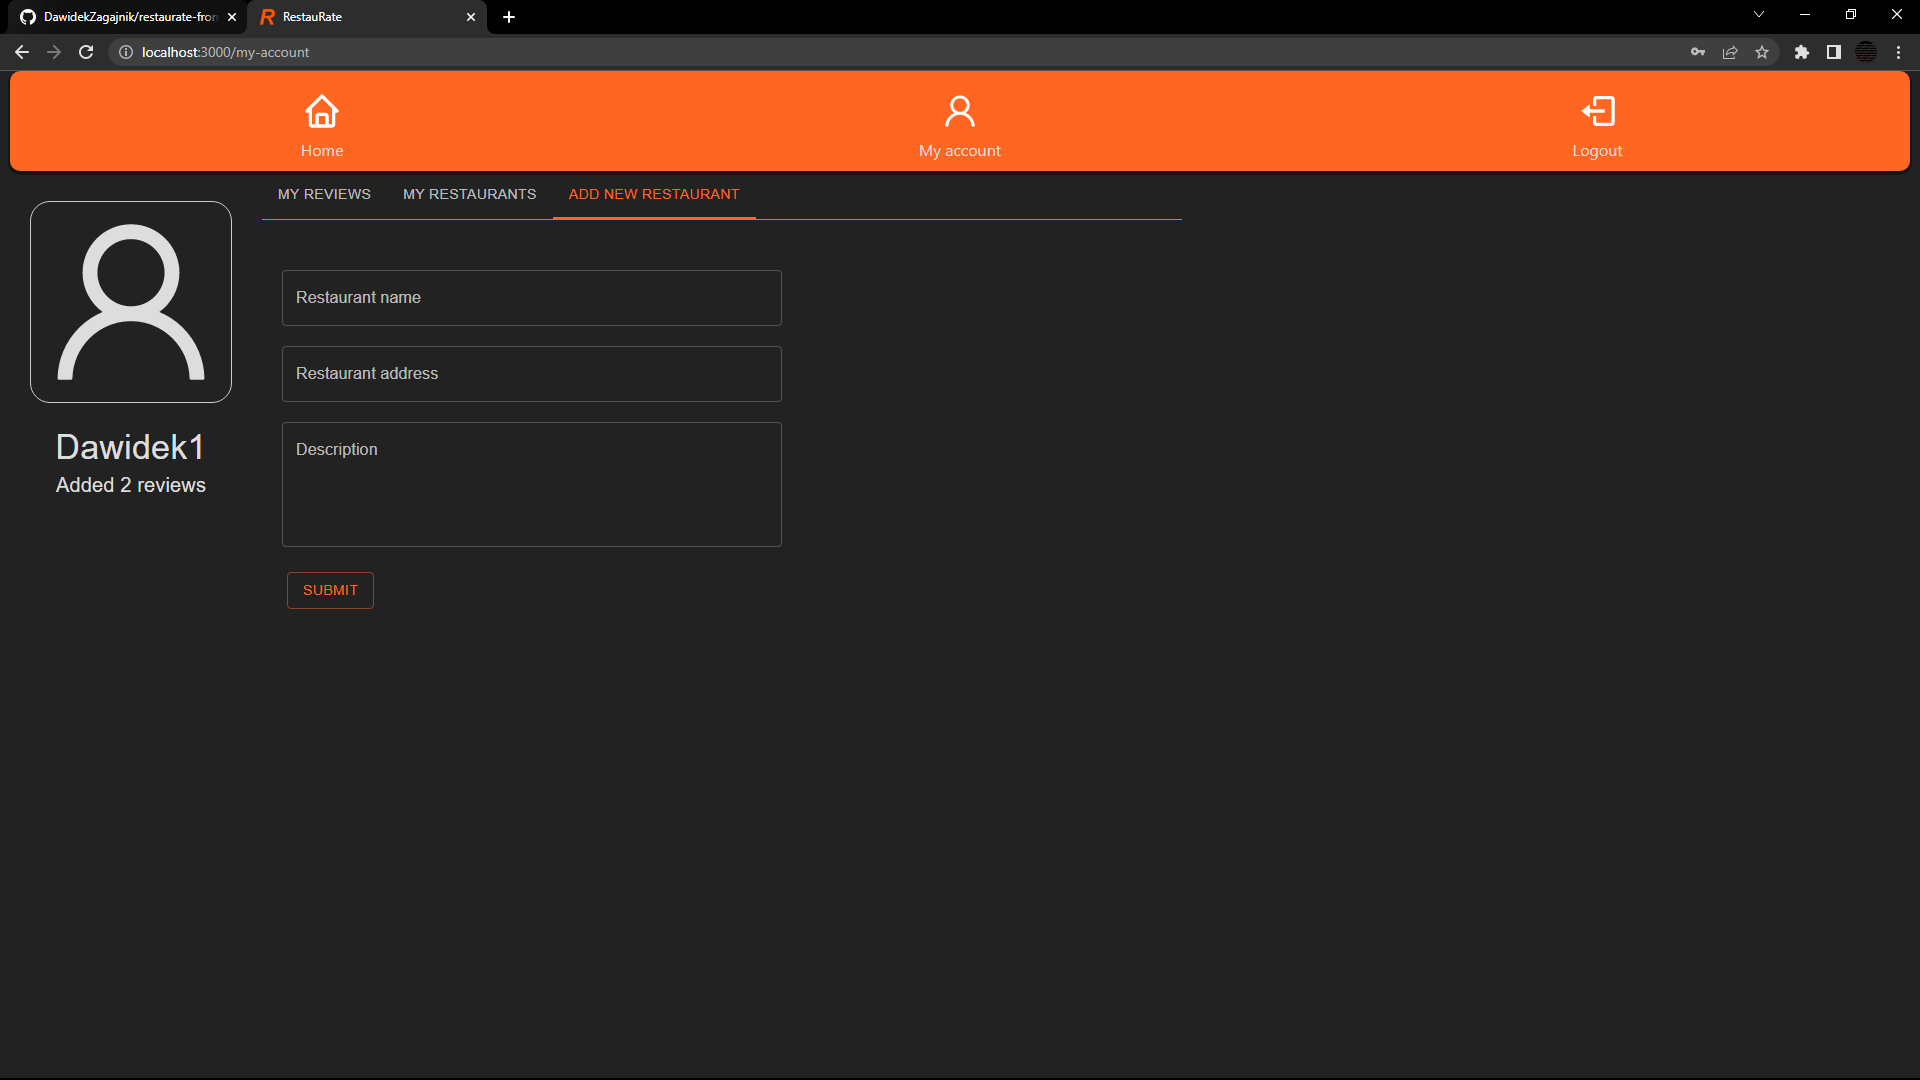 DawidekZagajnik/restaurate-fron
R RestauRate
localhost:3000/my-account
Home
My account
Logout
MY REVIEWS
MY RESTAURANTS
ADD NEW RESTAURANT
Restaurant name
Restaurant address
Description
Dawidek1
Added 2 reviews
SUBMIT